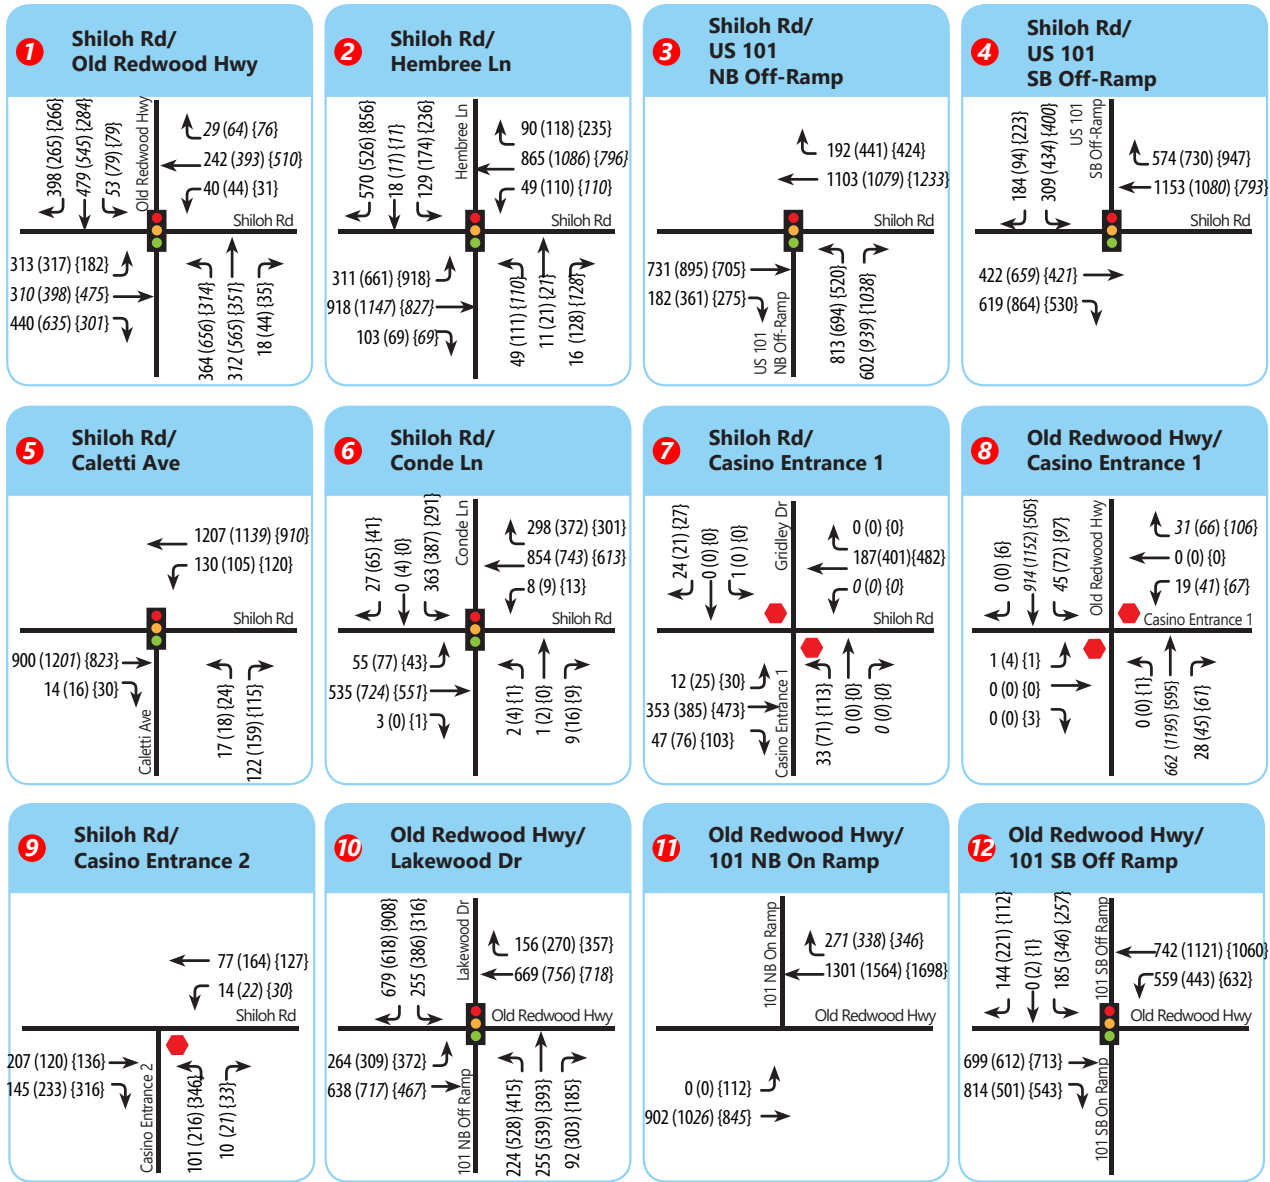 1
Shiloh Rd/
Old Redwood Hwy
398 (265) {266}
479 (545) {284}
53 (79) {79}
Old Redwood Hwy
29 (64) {76}
242 (393) {510}
40 (44) {31}
Shiloh Rd
313 (317) {182}
310 (398) {475}
440 (635) {301}
364 (656) {314}
312 (565) {351}
18 (44) {35}
2
Shiloh Rd/
Hembree Ln
570 (526) {856}
18 (17) {11}
129 (174) {236}
Hembree Ln
90 (118) {235}
865 (1086) {796}
49 (110) {110}
Shiloh Rd
311 (661) {918}
918 (1147) {827}
103 (69) {69}
49 (111) {110}
11 (21) {21}
16 (128) {128}
3
Shiloh Rd/
US 101
NB Off-Ramp
192 (441) {424}
1103 (1079) {1233}
731 (895) {705}
182 (361) {275}
US 101
NB Off-Ramp
813 (694) {520}
602 (939) {1038}
4
Shiloh Rd/
US 101
SB Off-Ramp
184 (94) {223}
309 (434) {400}
US 101
SB Off-Ramp
574 (730) {947}
1153 (1080) {793}
Shiloh Rd
422 (659) {421}
619 (864) {530}
5
Shiloh Rd/
Caletti Ave
1207 (1139) {910}
130 (105) {120}
Shiloh Rd
900 (1201) {823}
14 (16) {30}
Caletti Ave
17 (18) {24}
122 (159) {115}
6
Shiloh Rd/
Conde Ln
27 (65) {41}
0 (4) {0}
363 (387) {291}
Conde Ln
298 (372) {301}
854 (743) {613}
8 (9) {13}
Shiloh Rd
55 (77) {43}
535 (724) {551}
3 (0) {1}
2 (4) {1}
1 (2) {0}
9 (16) {9}
7
Shiloh Rd/
Casino Entrance 1
24 (21) {27}
0 (0) {0}
1 (0 ) {0}
Gridley Dr
0 (0) {0}
187(401){482}
0 (0) {0}
Shiloh Rd
12 (25) {30}
353 (385) {473}
47 (76) {103}
Casino Entrance 1
33 (71) {113}
0 (0) {0}
0 (0) {0}
8
Old Redwood Hwy/
Casino Entrance 1
0 (0) {6}
914 (1152) {505}
45 (72) {97}
Old Redwood Hwy
31 (66) {106}
0 (0) {0}
19 (41) {67}
Casino Entrance 1
1 (4) {1}
0 (0) {0}
0 (0) {3}
0 (0) {1}
662 (1195) {595}
28 (45) {67}
9
Shiloh Rd/
Casino Entrance 2
77 (164) {127}
14 (22) {30}
Shiloh Rd
207 (120) {136}
145 (233) {316}
Casino Entrance 2
101 (216) {346}
10 (21) {33}
10
Old Redwood Hwy/
Lakewood Dr
679 (618) {908}
255 (386) {316}
Lakewood Dr
156 (270) {357}
669 (756) {718}
Old Redwood Hwy
264 (309) {372}
638 (717) {467}
101 NB Off Ramp
224 (528) {415}
255 (539) {393}
92 (303) {185}
11
Old Redwood Hwy/
101 NB On Ramp
101 NB On Ramp
271 (338) {346}
1301 (1564) {1698}
Old Redwood Hwy
0 (0) {112}
902 (1026) {845}
12
Old Redwood Hwy/
101 SB Off Ramp
144 (221) {112}
0 (2) {1}
185 (346) {257}
101 SB Off Ramp
742 (1121) {1060}
559 (443) {632}
Old Redwood Hwy
699 (612) {713}
814 (501) {543}
101 SB On Ramp